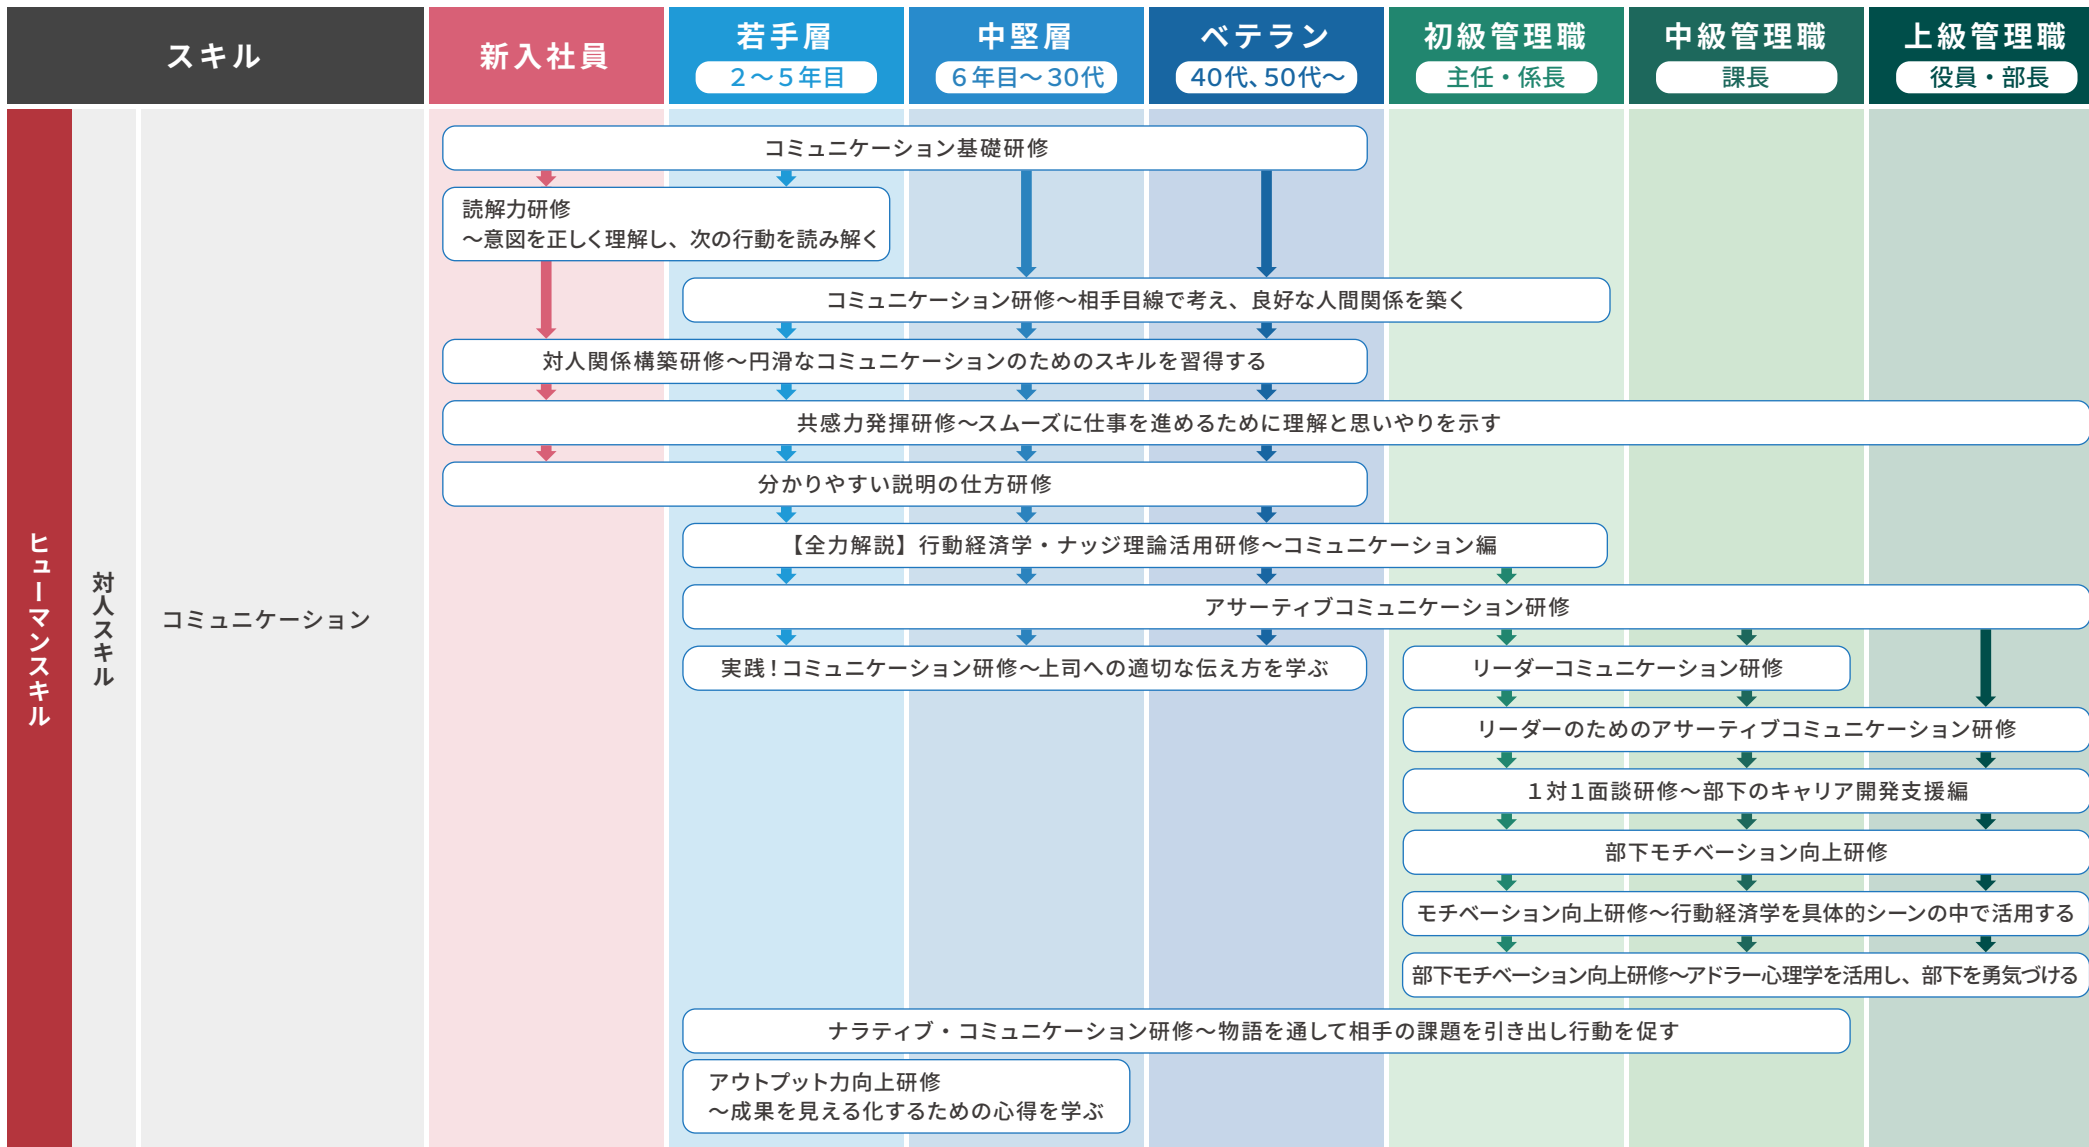 スキル
新入社員
若手層
2～5年目
中堅層
6年目～30代
ベテラン
40代、50代～
初級管理職
主任・係長
中級管理職
課長
上級管理職
役員・部長
ヒューマンスキル
対人スキル
コミュニケーション
コミュニケーション基礎研修
読解力研修
～意図を正しく理解し、次の行動を読み解く
コミュニケーション研修～相手目線で考え、良好な人間関係を築く
対人関係構築研修～円滑なコミュニケーションのためのスキルを習得する
共感力発揮研修～スムーズに仕事を進めるために理解と思いやりを示す
分かりやすい説明の仕方研修
【全力解説】行動経済学・ナッジ理論活用研修～コミュニケーション編
アサーティブコミュニケーション研修
実践！コミュニケーション研修～上司への適切な伝え方を学ぶ
リーダーコミュニケーション研修
リーダーのためのアサーティブコミュニケーション研修
1対1面談研修～部下のキャリア開発支援編
部下モチベーション向上研修
モチベーション向上研修～行動経済学を具体的シーンの中で活用する
部下モチベーション向上研修～アドラー心理学を活用し、部下を勇気づける
ナラティブ・コミュニケーション研修～物語を通して相手の課題を引き出し行動を促す
アウトプット力向上研修
～成果を見える化するための心得を学ぶ